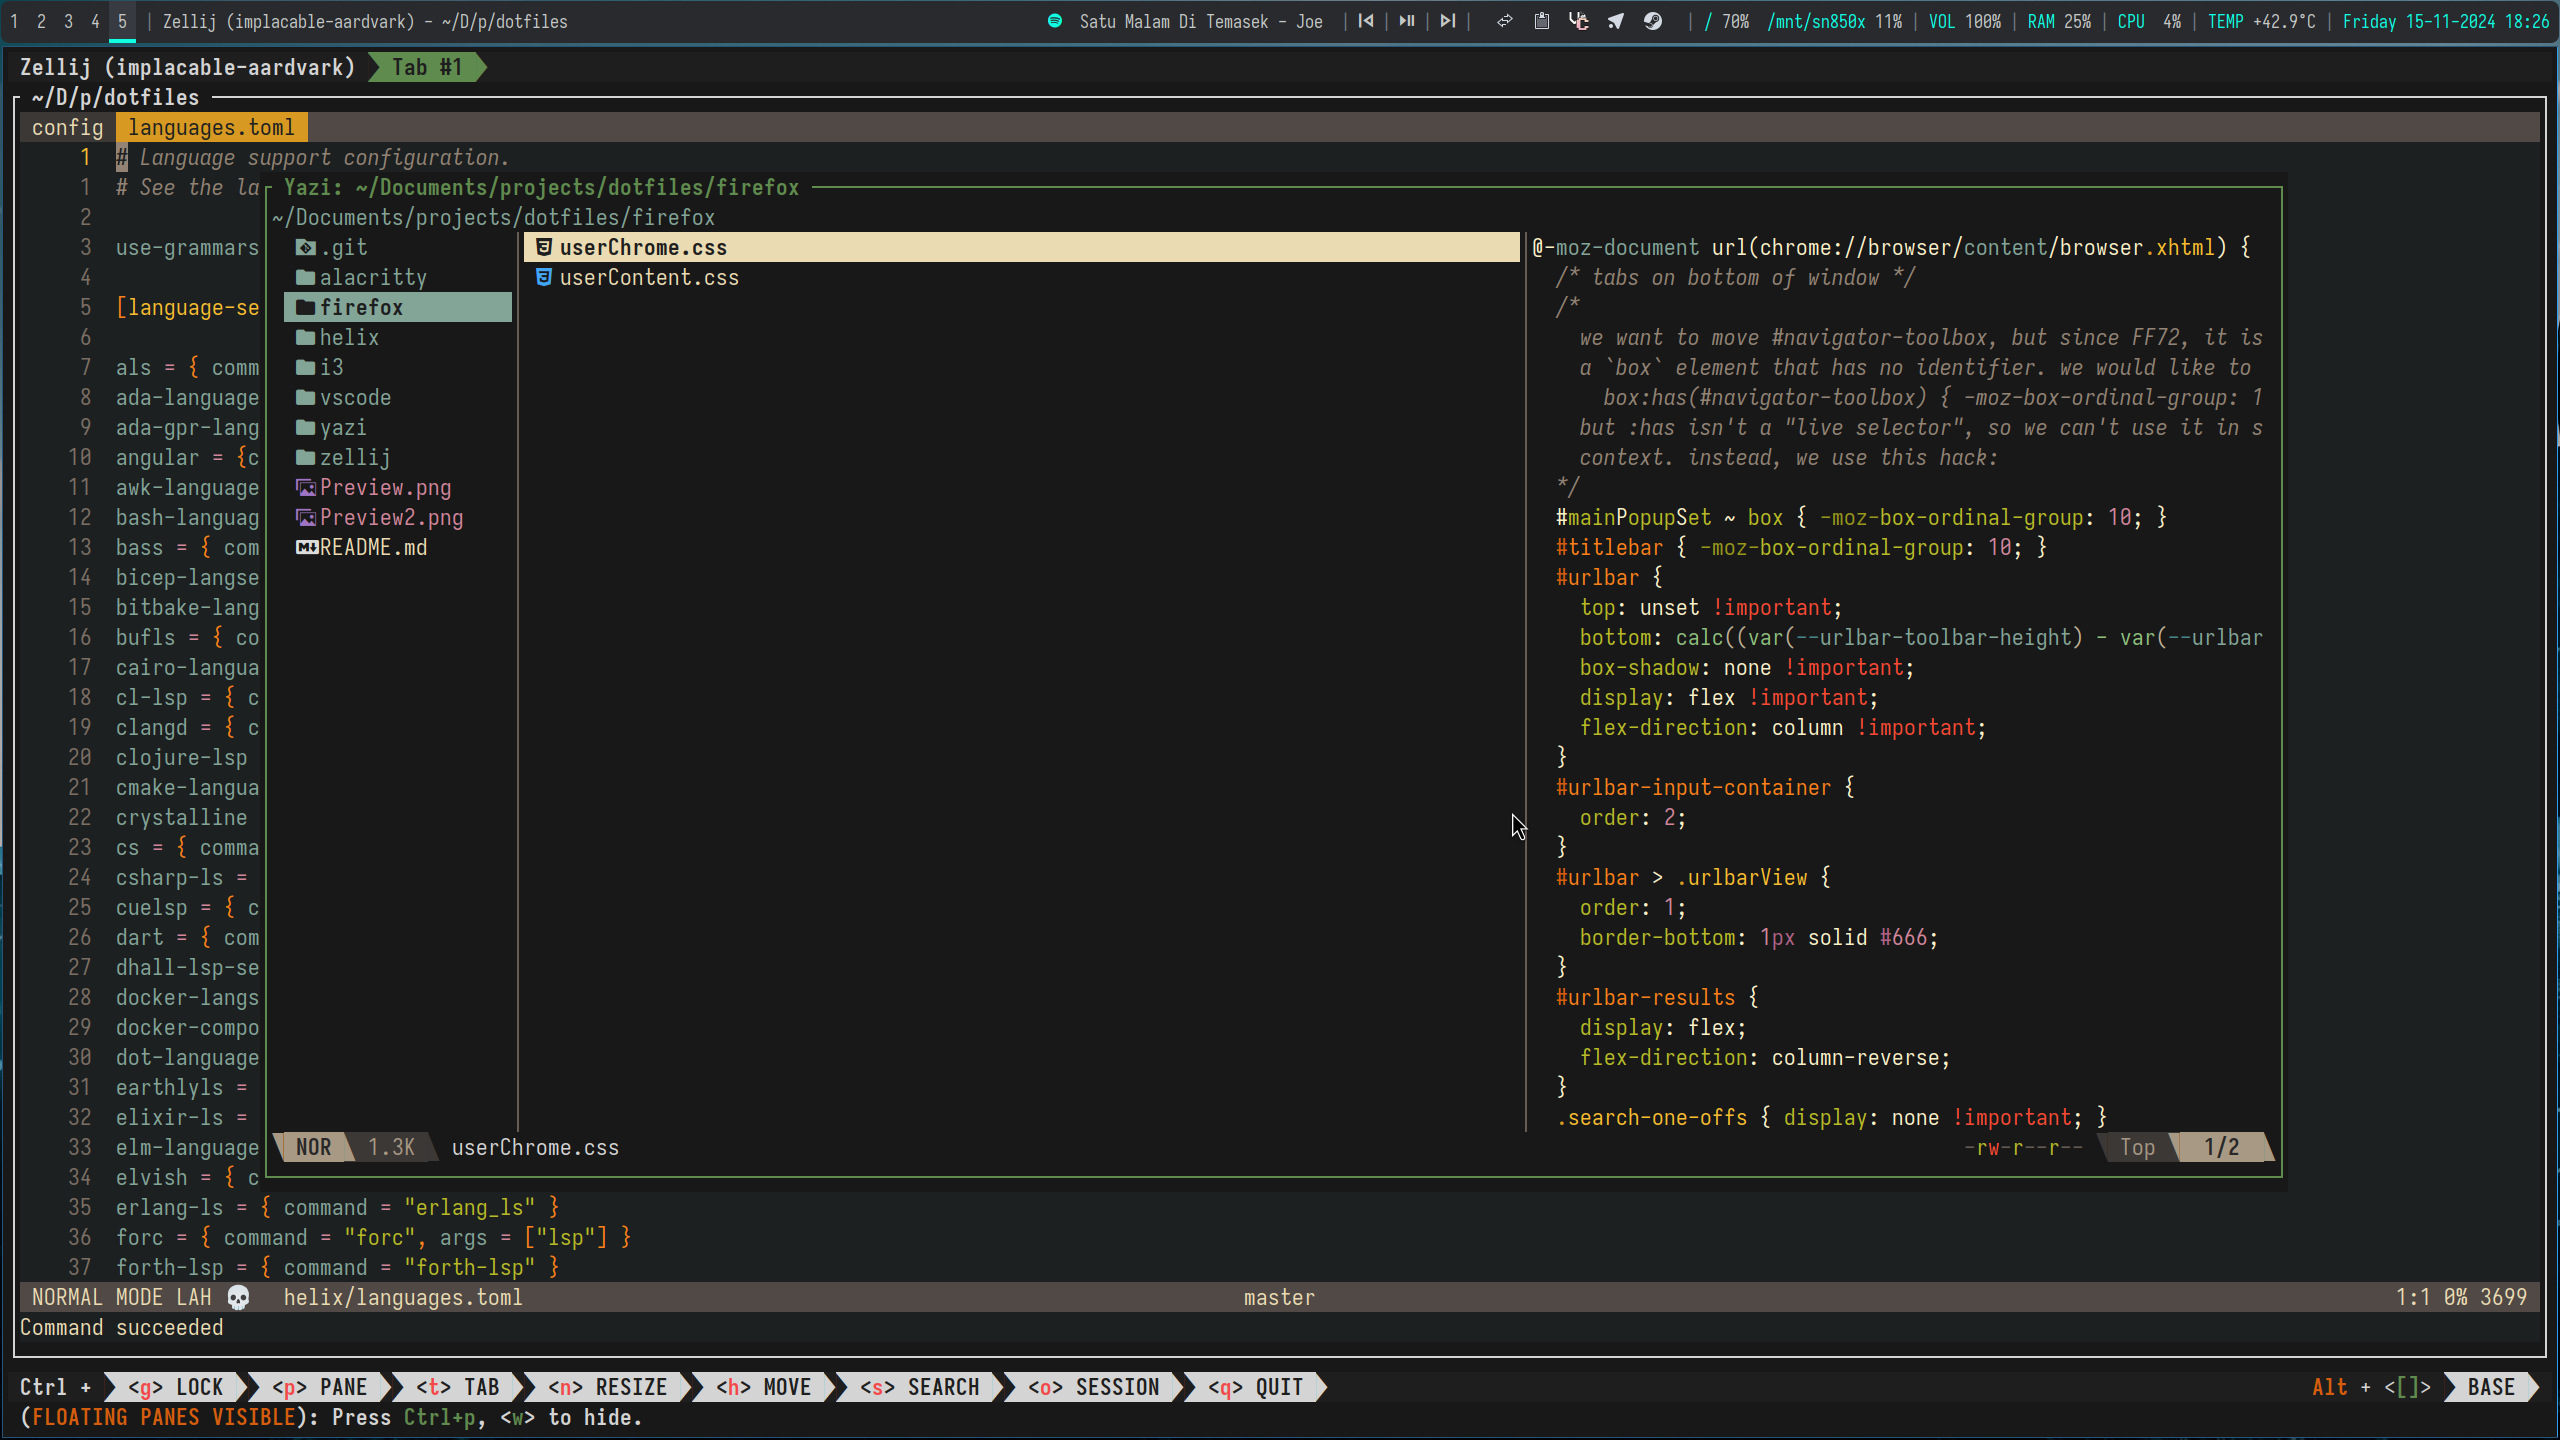 1 2 3 4 5 | Zellij (implacable-aardvark) - ~/D/p/dotfiles
Satu Malam Di Temasek - Joe
/ 70% /mnt/sn850x 11% | VOL 100% | RAM 25% | CPU 4% | TEMP +42.9°C | Friday 15-11-2024 18:26
Zellij (implacable-aardvark) Tab #1
~/D/p/dotfiles
config languages.toml
1 # Language support configuration.
1 # See the la
2
3 use-grammars
4
5 [language-se
6
7 als = { comm
8 ada-language
9 ada-gpr-lang
10 angular = {c
11 awk-language
12 bash-languag
13 bass = { com
14 bicep-langse
15 bitbake-lang
16 bufls = { co
17 cairo-langua
18 cl-lsp = { c
19 clangd = { c
20 clojure-lsp
21 cmake-langua
22 crystalline
23 cs = { comma
24 csharp-ls =
25 cuelsp = { c
26 dart = { com
27 dhall-lsp-se
28 docker-langs
29 docker-compo
30 dot-language
31 earthlyls =
32 elixir-ls =
33 elm-language
34 elvish = { c
35 erlang-ls = { command = "erlang_ls" }
36 forc = { command = "forc", args = ["lsp"] }
37 forth-lsp = { command = "forth-lsp" }
Yazi: ~/Documents/projects/dotfiles/firefox
~/Documents/projects/dotfiles/firefox
.git
alacritty
firefox
helix
i3
vscode
yazi
zellij
Preview.png
Preview2.png
README.md
userChrome.css
userContent.css
@-moz-document url(chrome://browser/content/browser.xhtml) {
/* tabs on bottom of window */
/*
we want to move #navigator-toolbox, but since FF72, it is
a `box` element that has no identifier. we would like to
box:has(#navigator-toolbox) { -moz-box-ordinal-group: 1
but :has isn't a "live selector", so we can't use it in s
context. instead, we use this hack:
*/
#mainPopupSet ~ box { -moz-box-ordinal-group: 10; }
#titlebar { -moz-box-ordinal-group: 10; }
#urlbar {
top: unset !important;
bottom: calc((var(--urlbar-toolbar-height) - var(--urlbar
box-shadow: none !important;
display: flex !important;
flex-direction: column !important;
}
#urlbar-input-container {
order: 2;
}
#urlbar > .urlbarView {
order: 1;
border-bottom: 1px solid #666;
}
#urlbar-results {
display: flex;
flex-direction: column-reverse;
}
.search-one-offs { display: none !important; }
NOR 1.3K userChrome.css -rw-r--r-- Top 1/2
NORMAL MODE LAH 💀 helix/languages.toml master 1:1 0% 3699
Command succeeded
Ctrl + <g> LOCK <p> PANE <t> TAB <n> RESIZE <h> MOVE <s> SEARCH <o> SESSION <q> QUIT Alt + <[]> BASE
(FLOATING PANES VISIBLE): Press Ctrl+p, <w> to hide.